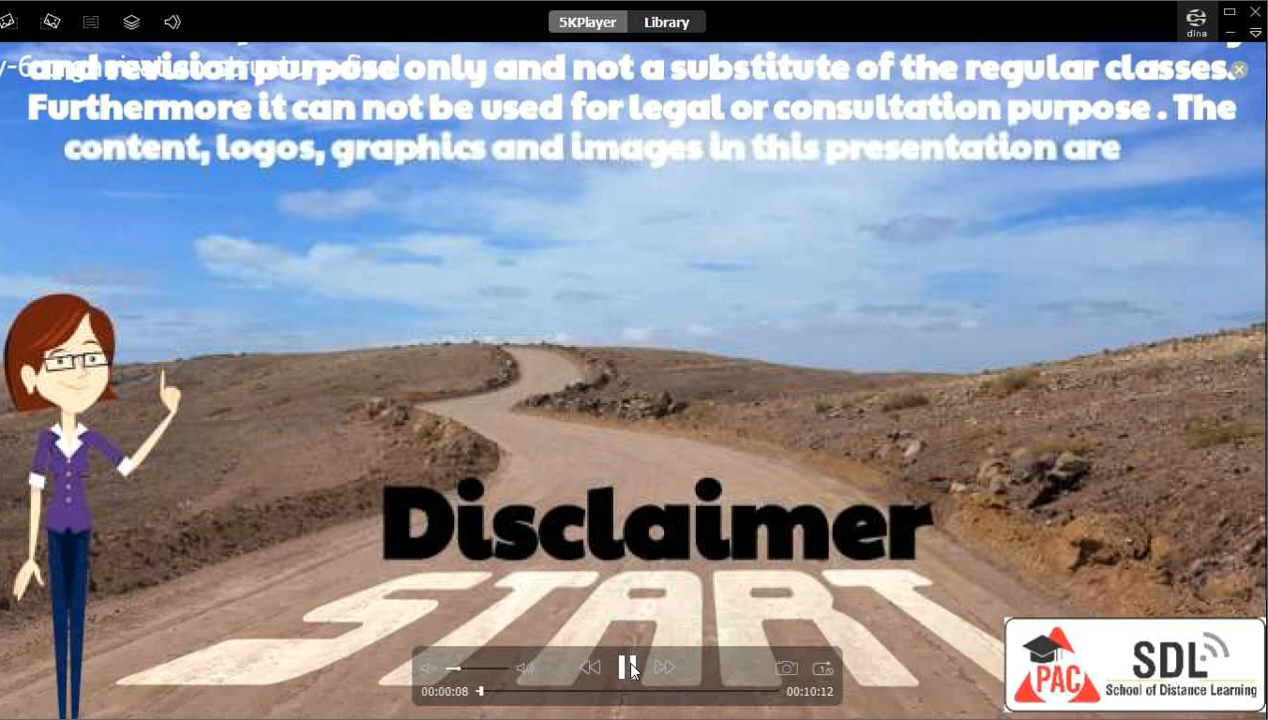 5KPlayer
Library
dlna
and revision purpose only and not a substitute of the regular classes.
Furthermore it can not be used for legal or consultation purpose . The
content, logos, graphics and images in this presentation are
Disclaimer
START
PAC
SDL
School of Distance Learning
00:00:08
00:10:12